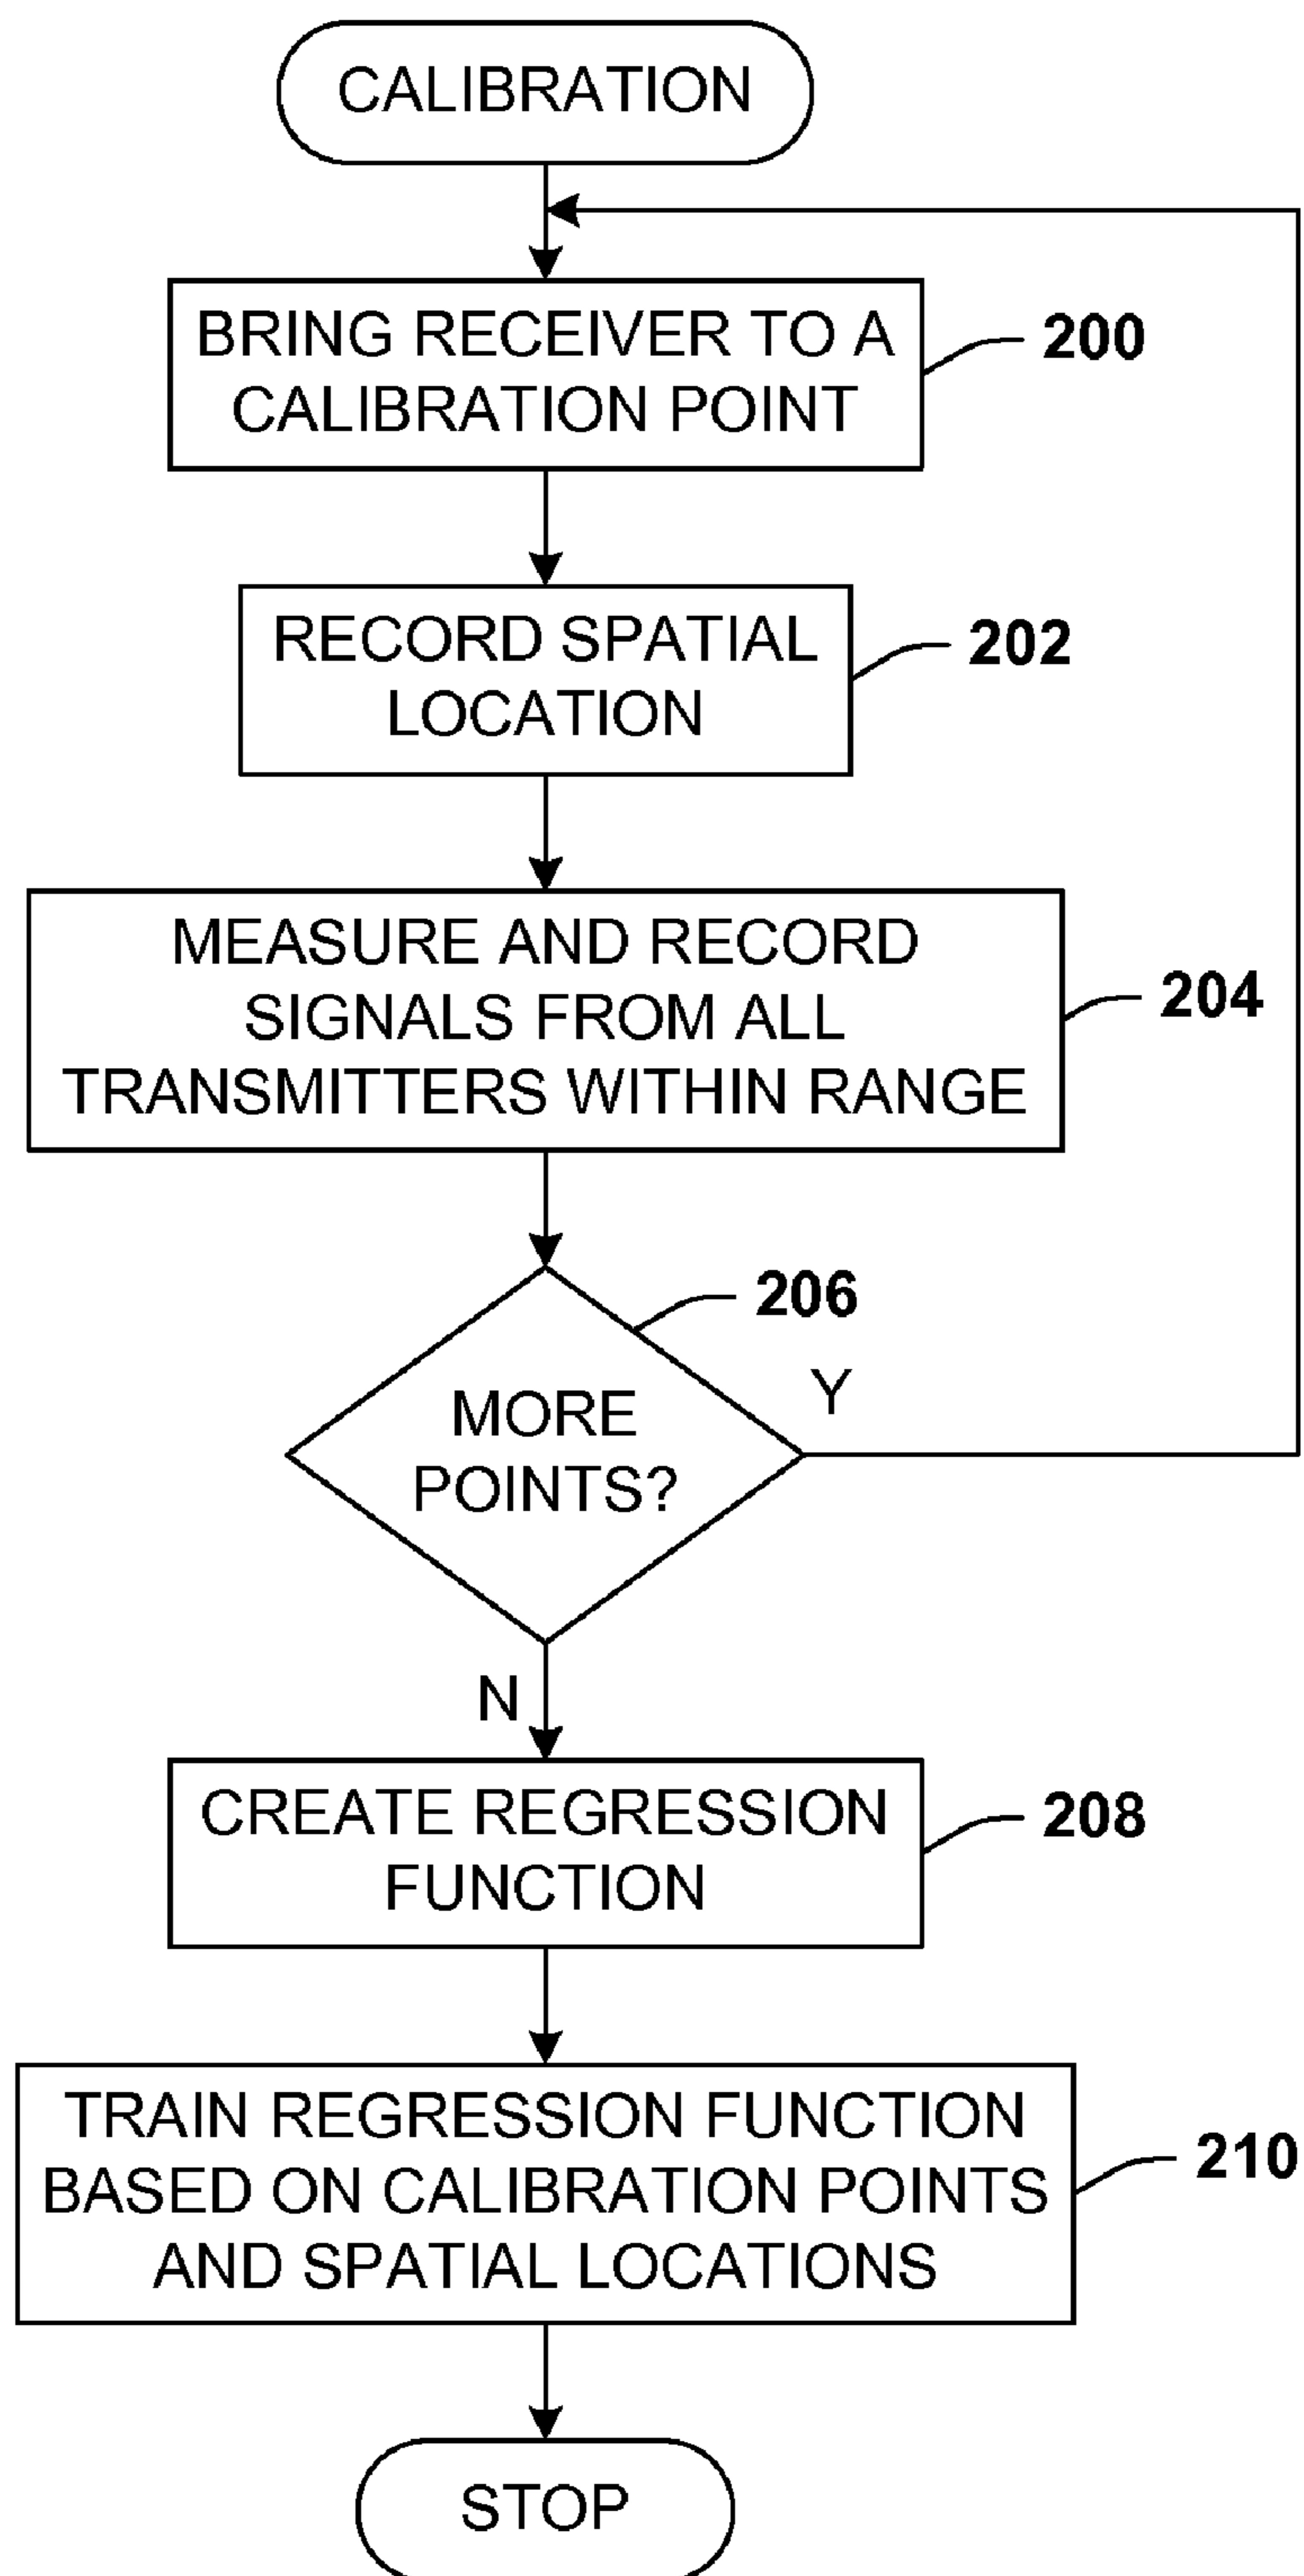 CALIBRATION
BRING RECEIVER TO A
CALIBRATION POINT
200
RECORD SPATIAL
LOCATION
202
MEASURE AND RECORD
SIGNALS FROM ALL
TRANSMITTERS WITHIN RANGE
204
206
MORE
POINTS?
Y
N
CREATE REGRESSION
FUNCTION
208
TRAIN REGRESSION FUNCTION
BASED ON CALIBRATION POINTS
AND SPATIAL LOCATIONS
210
STOP